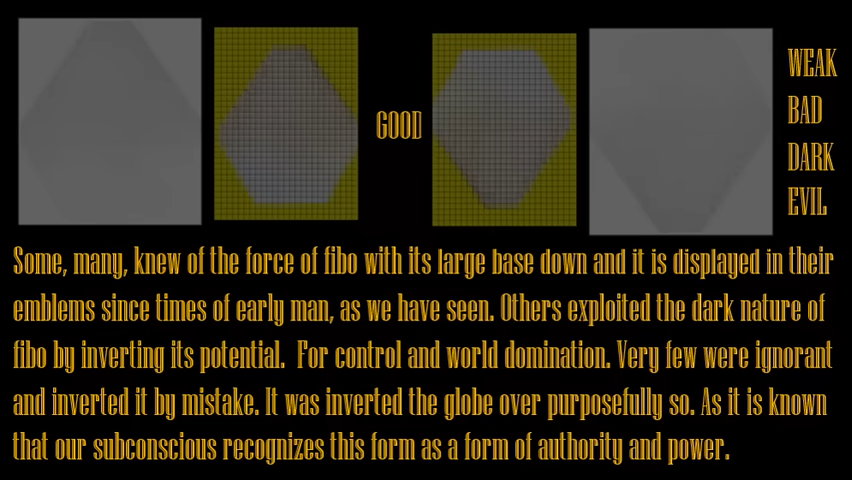 GOOD
WEAK
BAD
DARK
EVIL
Some, many, knew of the force of fibo with its large base down and it is displayed in their
emblems since times of early man, as we have seen. Others exploited the dark nature of
fibo by inverting its potential.  For control and world domination. Very few were ignorant
and inverted it by mistake. It was inverted the globe over purposefully so. As it is known
that our subconscious recognizes this form as a form of authority and power.